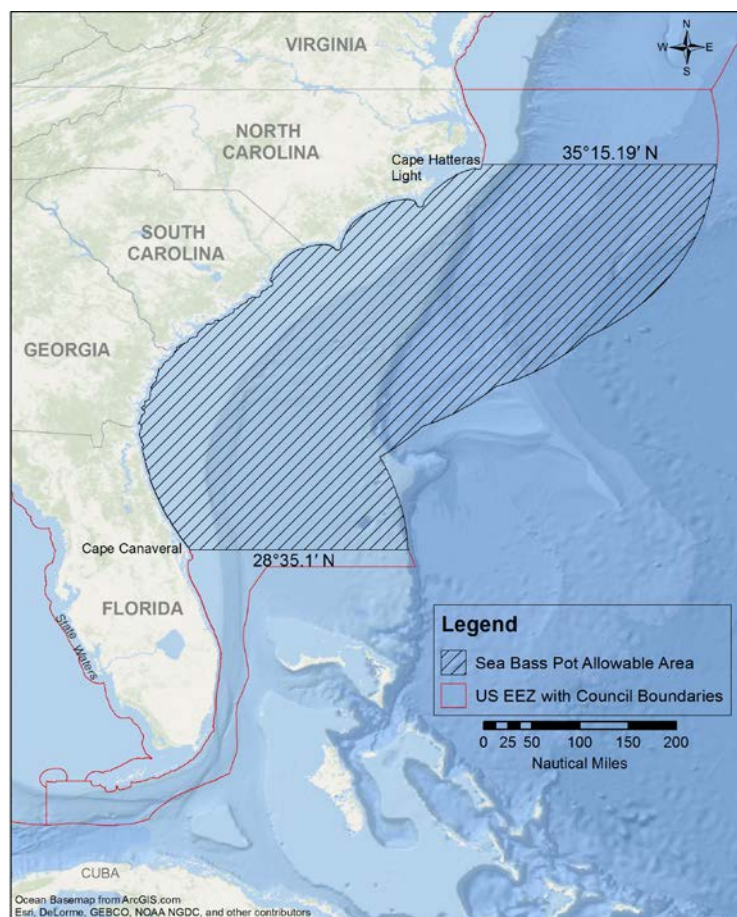 N
W E
S
VIRGINIA
NORTH
CAROLINA
Cape Hatteras
Light
35°15.19′ N
SOUTH
CAROLINA
GEORGIA
Cape Canaveral
28°35.1′ N
FLORIDA
State Waters
Legend
Sea Bass Pot Allowable Area
US EEZ with Council Boundaries
0 25 50 100 150 200
Nautical Miles
CUBA
Ocean Basemap from ArcGIS.com
Esri, DeLorme, GEBCO, NOAA NGDC, and other contributors